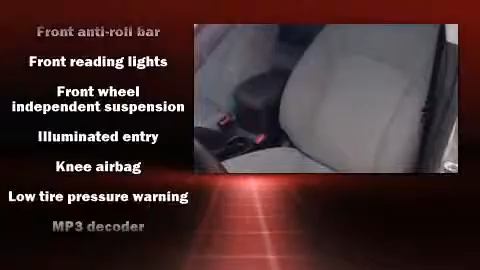 Front anti-roll bar
Front reading lights
Front wheel
independent suspension
Illuminated entry
Knee airbag
Low tire pressure warning
MP3 decoder